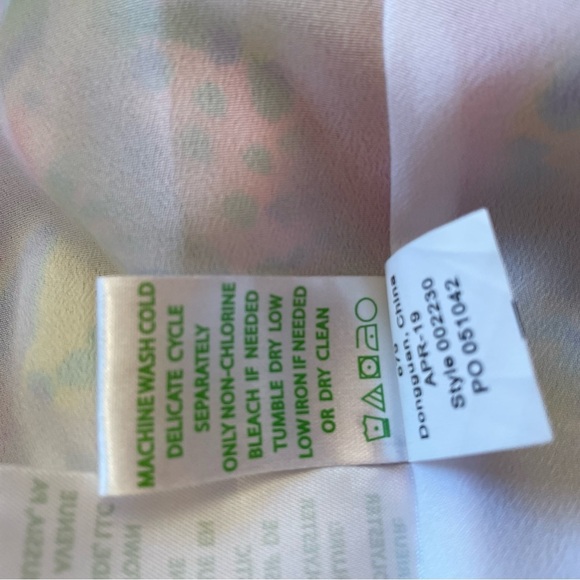 MACHINE WASH COLD
DELICATE CYCLE
SEPARATELY
ONLY NON-CHLORINE
BLEACH IF NEEDED
TUMBLE DRY LOW
LOW IRON IF NEEDED
OR DRY CLEAN
Dongguan, China
APR-19
Style 002230
PO 051042